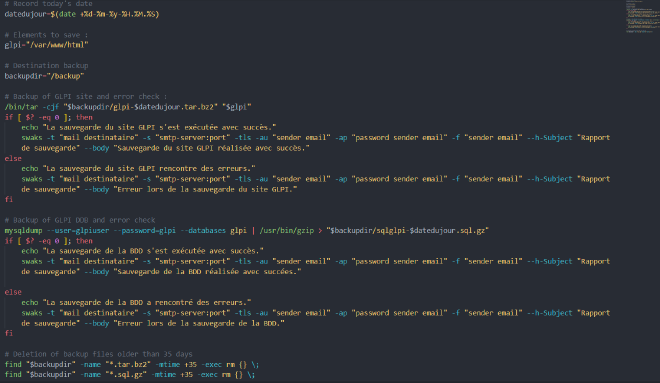 # Record today's date
datedujour=$(date +%d-%m-%y-%H.%M.%S)
# Elements to save :
glpi="/var/www/html"
# Destination backup
backupdir="/backup"
# Backup of GLPI site and error check :
/bin/tar -cjf "$backupdir/glpi-$datedujour.tar.bz2" "$glpi"
if [ $? -eq 0 ]; then
echo "La sauvegarde du site GLPI s'est exécutée avec succès."
swaks -t "mail destinataire" -s "smtp-server:port" -tls -au "sender email" -ap "password sender email" -f "sender email" --h-Subject "Rapport
de sauvegarde" --body "Sauvegarde du site GLPI réalisée avec succès."
else
echo "La sauvegarde du site GLPI rencontre des erreurs."
swaks -t "mail destinataire" -s "smtp-server:port" -tls -au "sender email" -ap "password sender email" -f "sender email" --h-Subject "Rapport
de sauvegarde" --body "Erreur lors de la sauvegarde du site GLPI."
fi
# Backup of GLPI DDB and error check
mysqldump --user=glpiuser --password=glpi --databases glpi | /usr/bin/gzip > "$backupdir/sqlglpi-$datedujour.sql.gz"
if [ $? -eq 0 ]; then
echo "La sauvegarde de la BDD s'est exécutée avec succès."
swaks -t "mail destinataire" -s "smtp-server:port" -tls -au "sender email" -ap "password sender email" -f "sender email" --h-Subject "Rapport
de sauvegarde" --body "Sauvegarde de la BDD réalisée avec succées."
else
echo "La sauvegarde de la BDD a rencontré des erreurs."
swaks -t "mail destinataire" -s "smtp-server:port" -tls -au "sender email" -ap "password sender email" -f "sender email" --h-Subject "Rapport
de sauvegarde" --body "Erreur lors de la sauvegarde de la BDD."
fi
# Deletion of backup files older than 35 days
find "$backupdir" -name "*.tar.bz2" -mtime +35 -exec rm {} \;
find "$backupdir" -name "*.sql.gz" -mtime +35 -exec rm {} \;